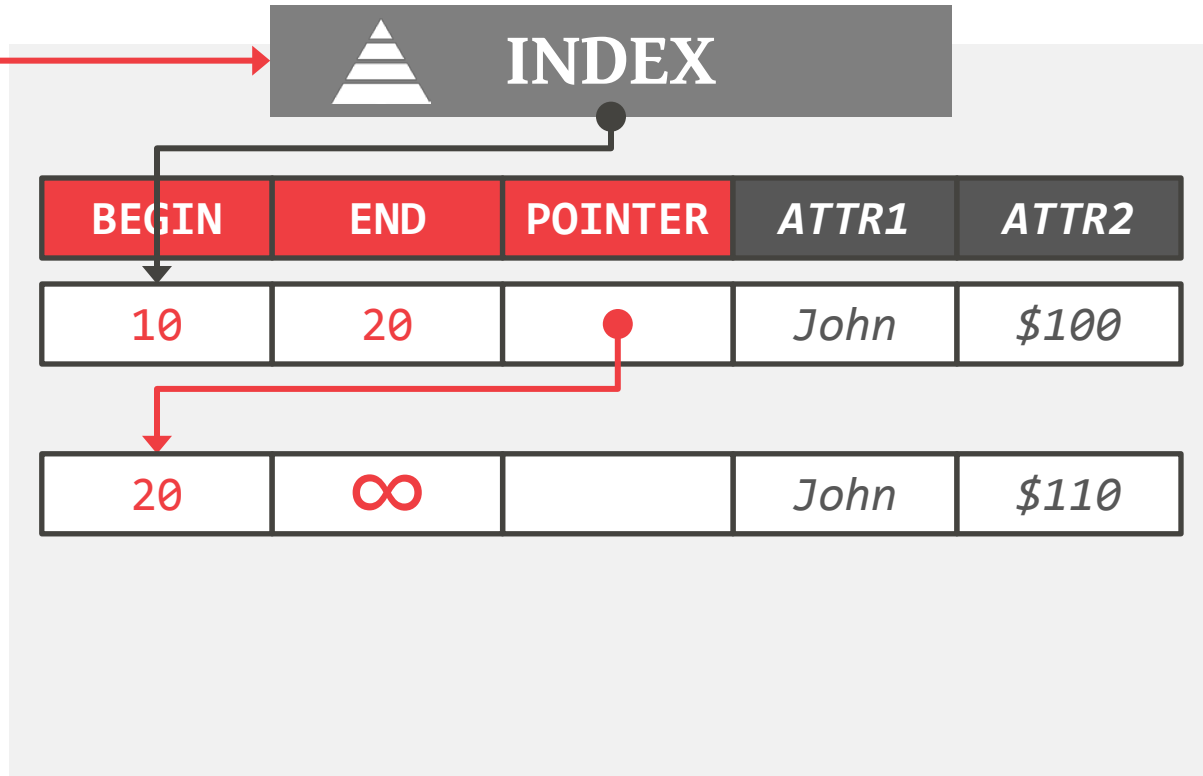 INDEX
BEGIN END POINTER ATTR1 ATTR2
10 20 John $100
20 ∞ John $110